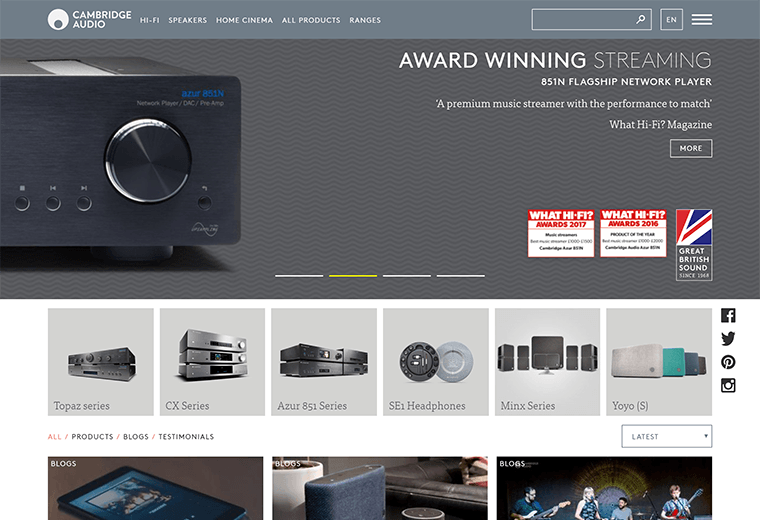 CAMBRIDGE
AUDIO
HI-FI SPEAKERS HOME CINEMA ALL PRODUCTS RANGES
EN
AWARD WINNING STREAMING
851N FLAGSHIP NETWORK PLAYER
'A premium music streamer with the performance to match'
What Hi-Fi? Magazine
MORE
azur 851N
Network Player / DAC / Pre-Amp
WHAT HI-FI?
AWARDS 2017
Music streamers
Best music streamer £1000-£1500
Cambridge Azur 851N
WHAT HI-FI?
AWARDS 2016
PRODUCT OF THE YEAR
Best music streamer £1000-£2000
Cambridge Audio Azur 851N
GREAT
BRITISH
SOUND
SINCE 1968
Topaz series
CX Series
Azur 851 Series
SE1 Headphones
Minx Series
Yoyo (S)
ALL / PRODUCTS / BLOGS / TESTIMONIALS
LATEST
BLOGS
BLOGS
BLOGS